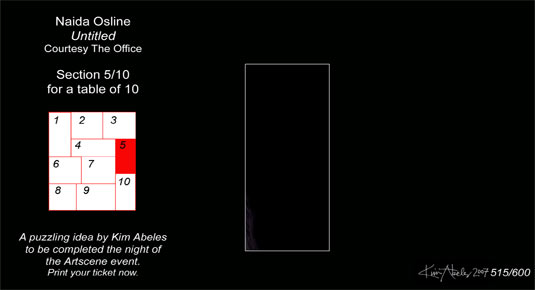 Naida Osline
Untitled
Courtesy The Office
Section 5/10
for a table of 10
1 2 3
4 5
6 7
8 9 10
A puzzling idea by Kim Abeles
to be completed the night of
the Artscene event.
Print your ticket now.
Kim Abeles 2007 515/600